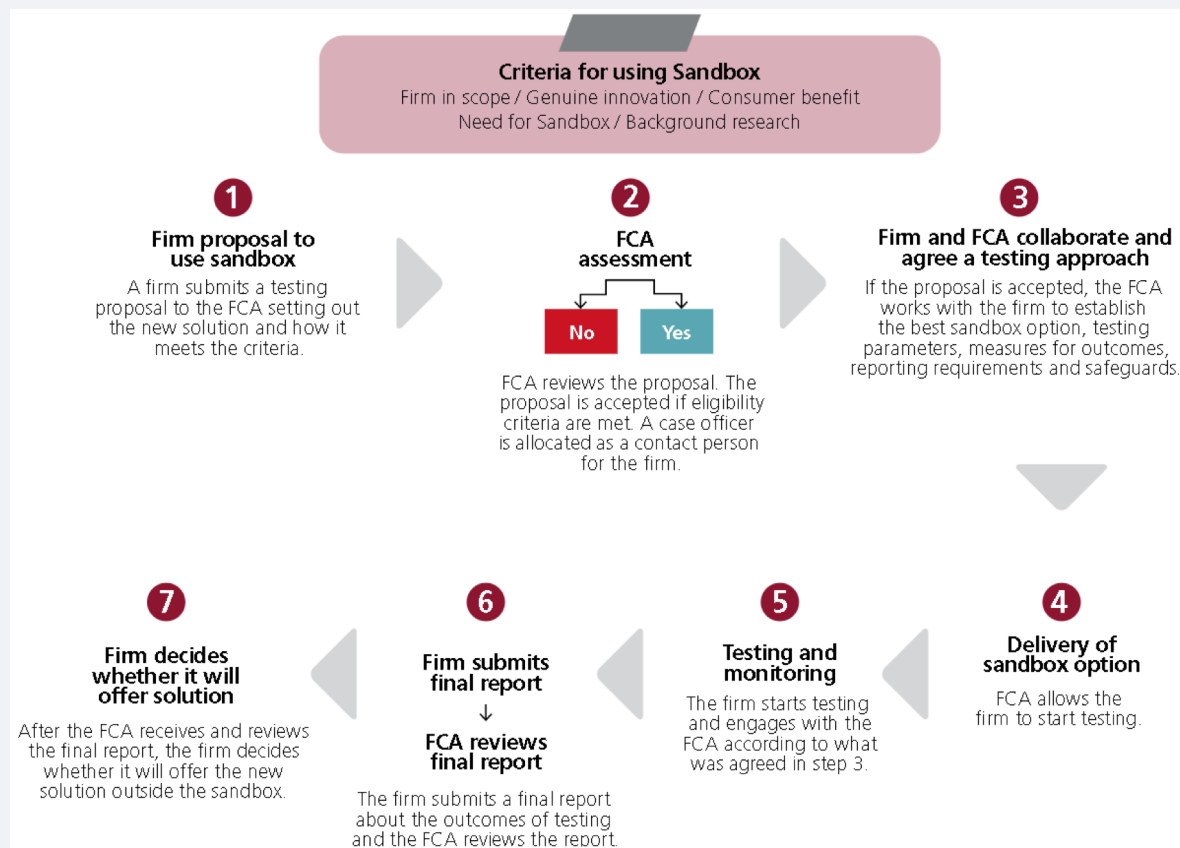 Criteria for using Sandbox
Firm in scope / Genuine innovation / Consumer benefit
Need for Sandbox / Background research
1
Firm proposal to
use sandbox
A firm submits a testing
proposal to the FCA setting out
the new solution and how it
meets the criteria.
2
FCA
assessment
No
Yes
FCA reviews the proposal. The
proposal is accepted if eligibility
criteria are met. A case officer
is allocated as a contact person
for the firm.
3
Firm and FCA collaborate and
agree a testing approach
If the proposal is accepted, the FCA
works with the firm to establish
the best sandbox option, testing
parameters, measures for outcomes,
reporting requirements and safeguards.
4
Delivery of
sandbox option
FCA allows the
firm to start testing.
5
Testing and
monitoring
The firm starts testing
and engages with the
FCA according to what
was agreed in step 3.
6
Firm submits
final report
FCA reviews
final report
The firm submits a final report
about the outcomes of testing
and the FCA reviews the report.
7
Firm decides
whether it will
offer solution
After the FCA receives and reviews
the final report, the firm decides
whether it will offer the new
solution outside the sandbox.